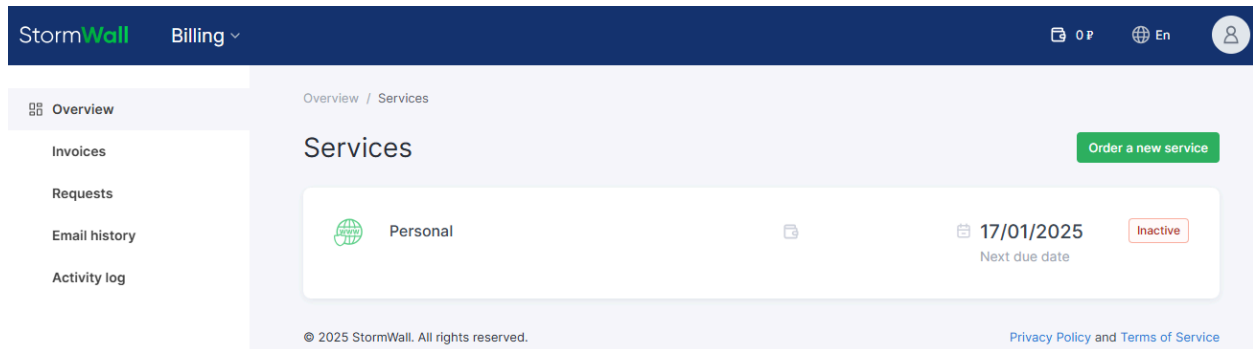 StormWall Billing 0 ₽ En
Overview
Invoices
Requests
Email history
Activity log
Overview / Services
Services
Order a new service
www
Personal
17/01/2025
Next due date
Inactive
© 2025 StormWall. All rights reserved.
Privacy Policy and Terms of Service